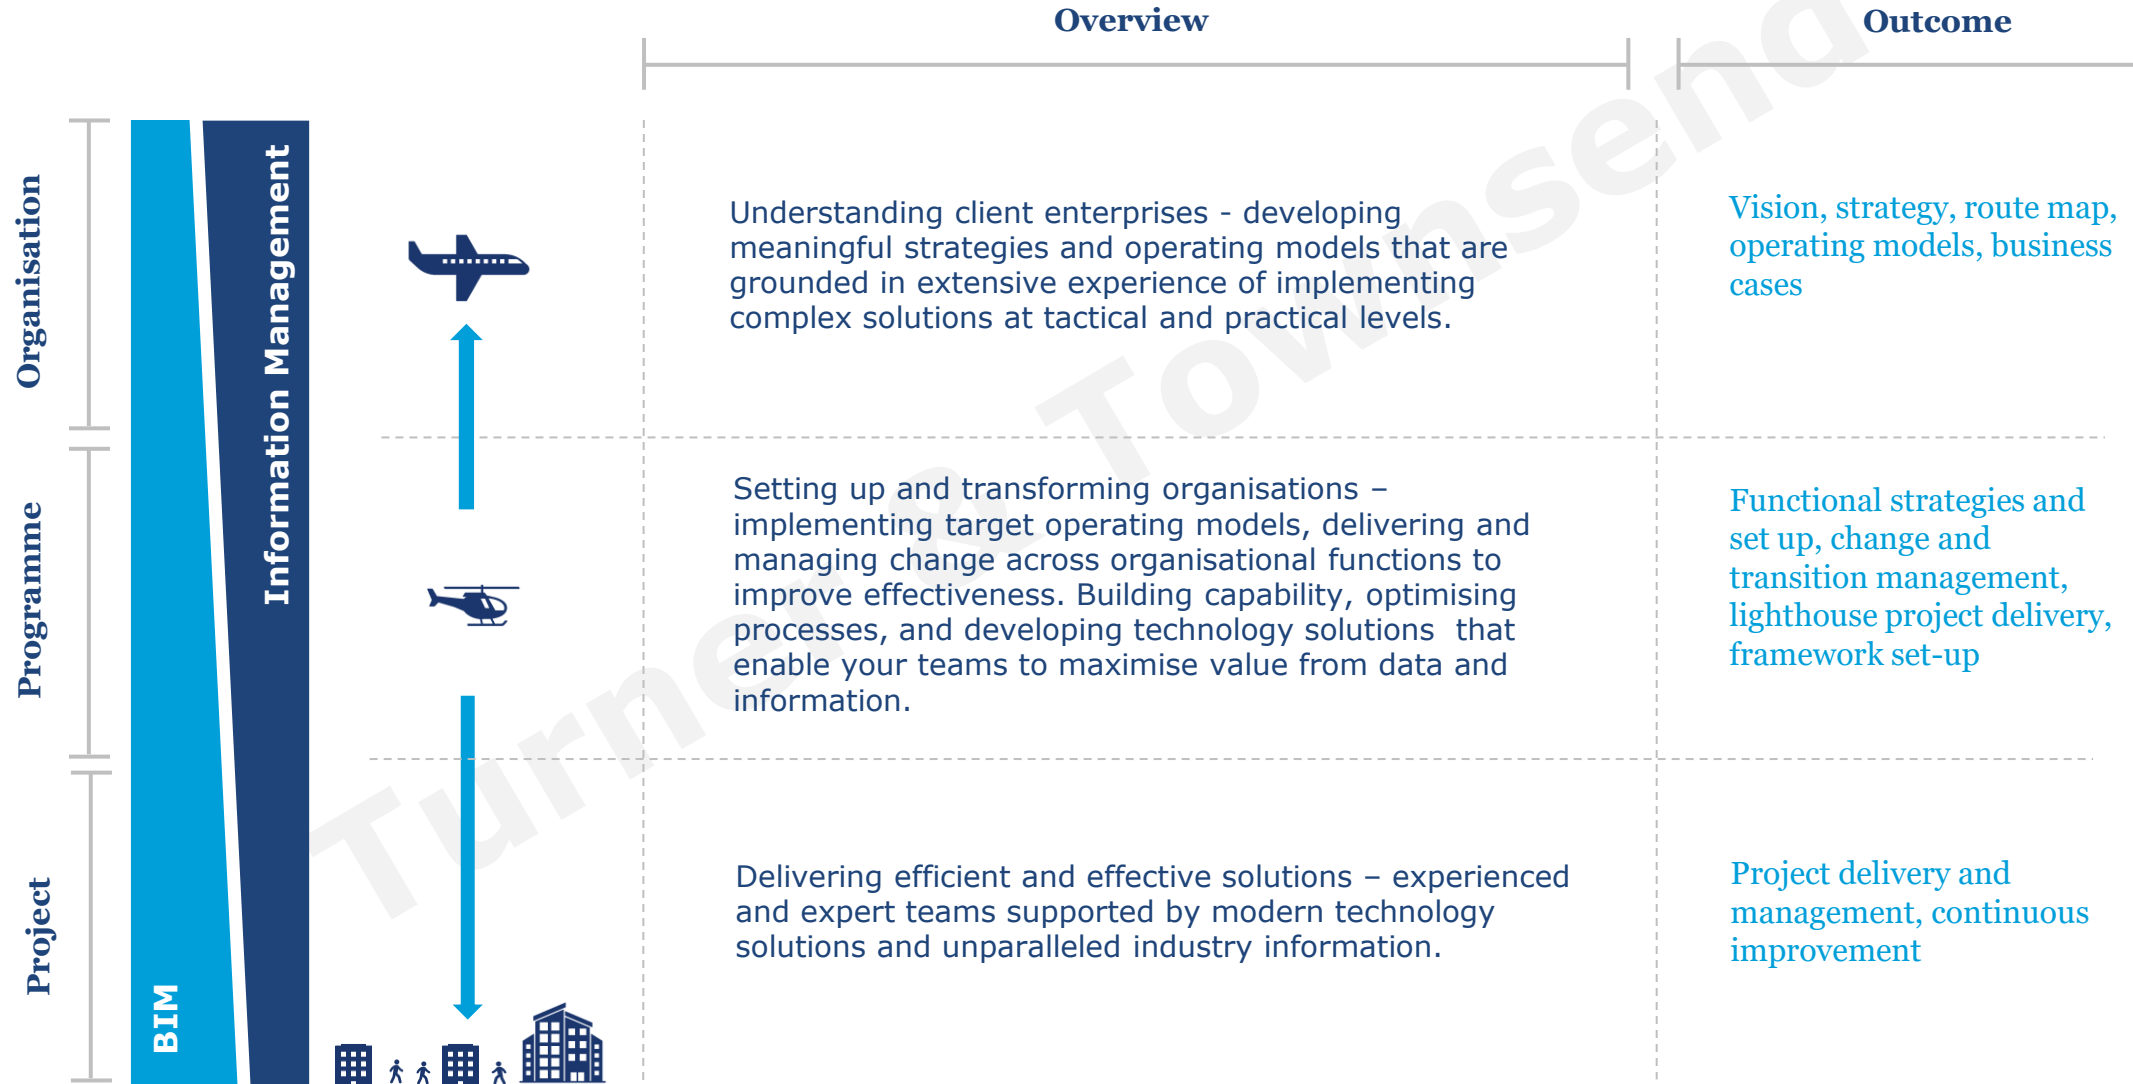 Overview
Outcome
Organisation
Information Management
Understanding client enterprises - developing
meaningful strategies and operating models that are
grounded in extensive experience of implementing
complex solutions at tactical and practical levels.
Vision, strategy, route map,
operating models, business
cases
Programme
Setting up and transforming organisations –
implementing target operating models, delivering and
managing change across organisational functions to
improve effectiveness. Building capability, optimising
processes, and developing technology solutions  that
enable your teams to maximise value from data and
information.
Functional strategies and
set up, change and
transition management,
lighthouse project delivery,
framework set-up
Project
BIM
Delivering efficient and effective solutions – experienced
and expert teams supported by modern technology
solutions and unparalleled industry information.
Project delivery and
management, continuous
improvement
Turner & Townsend